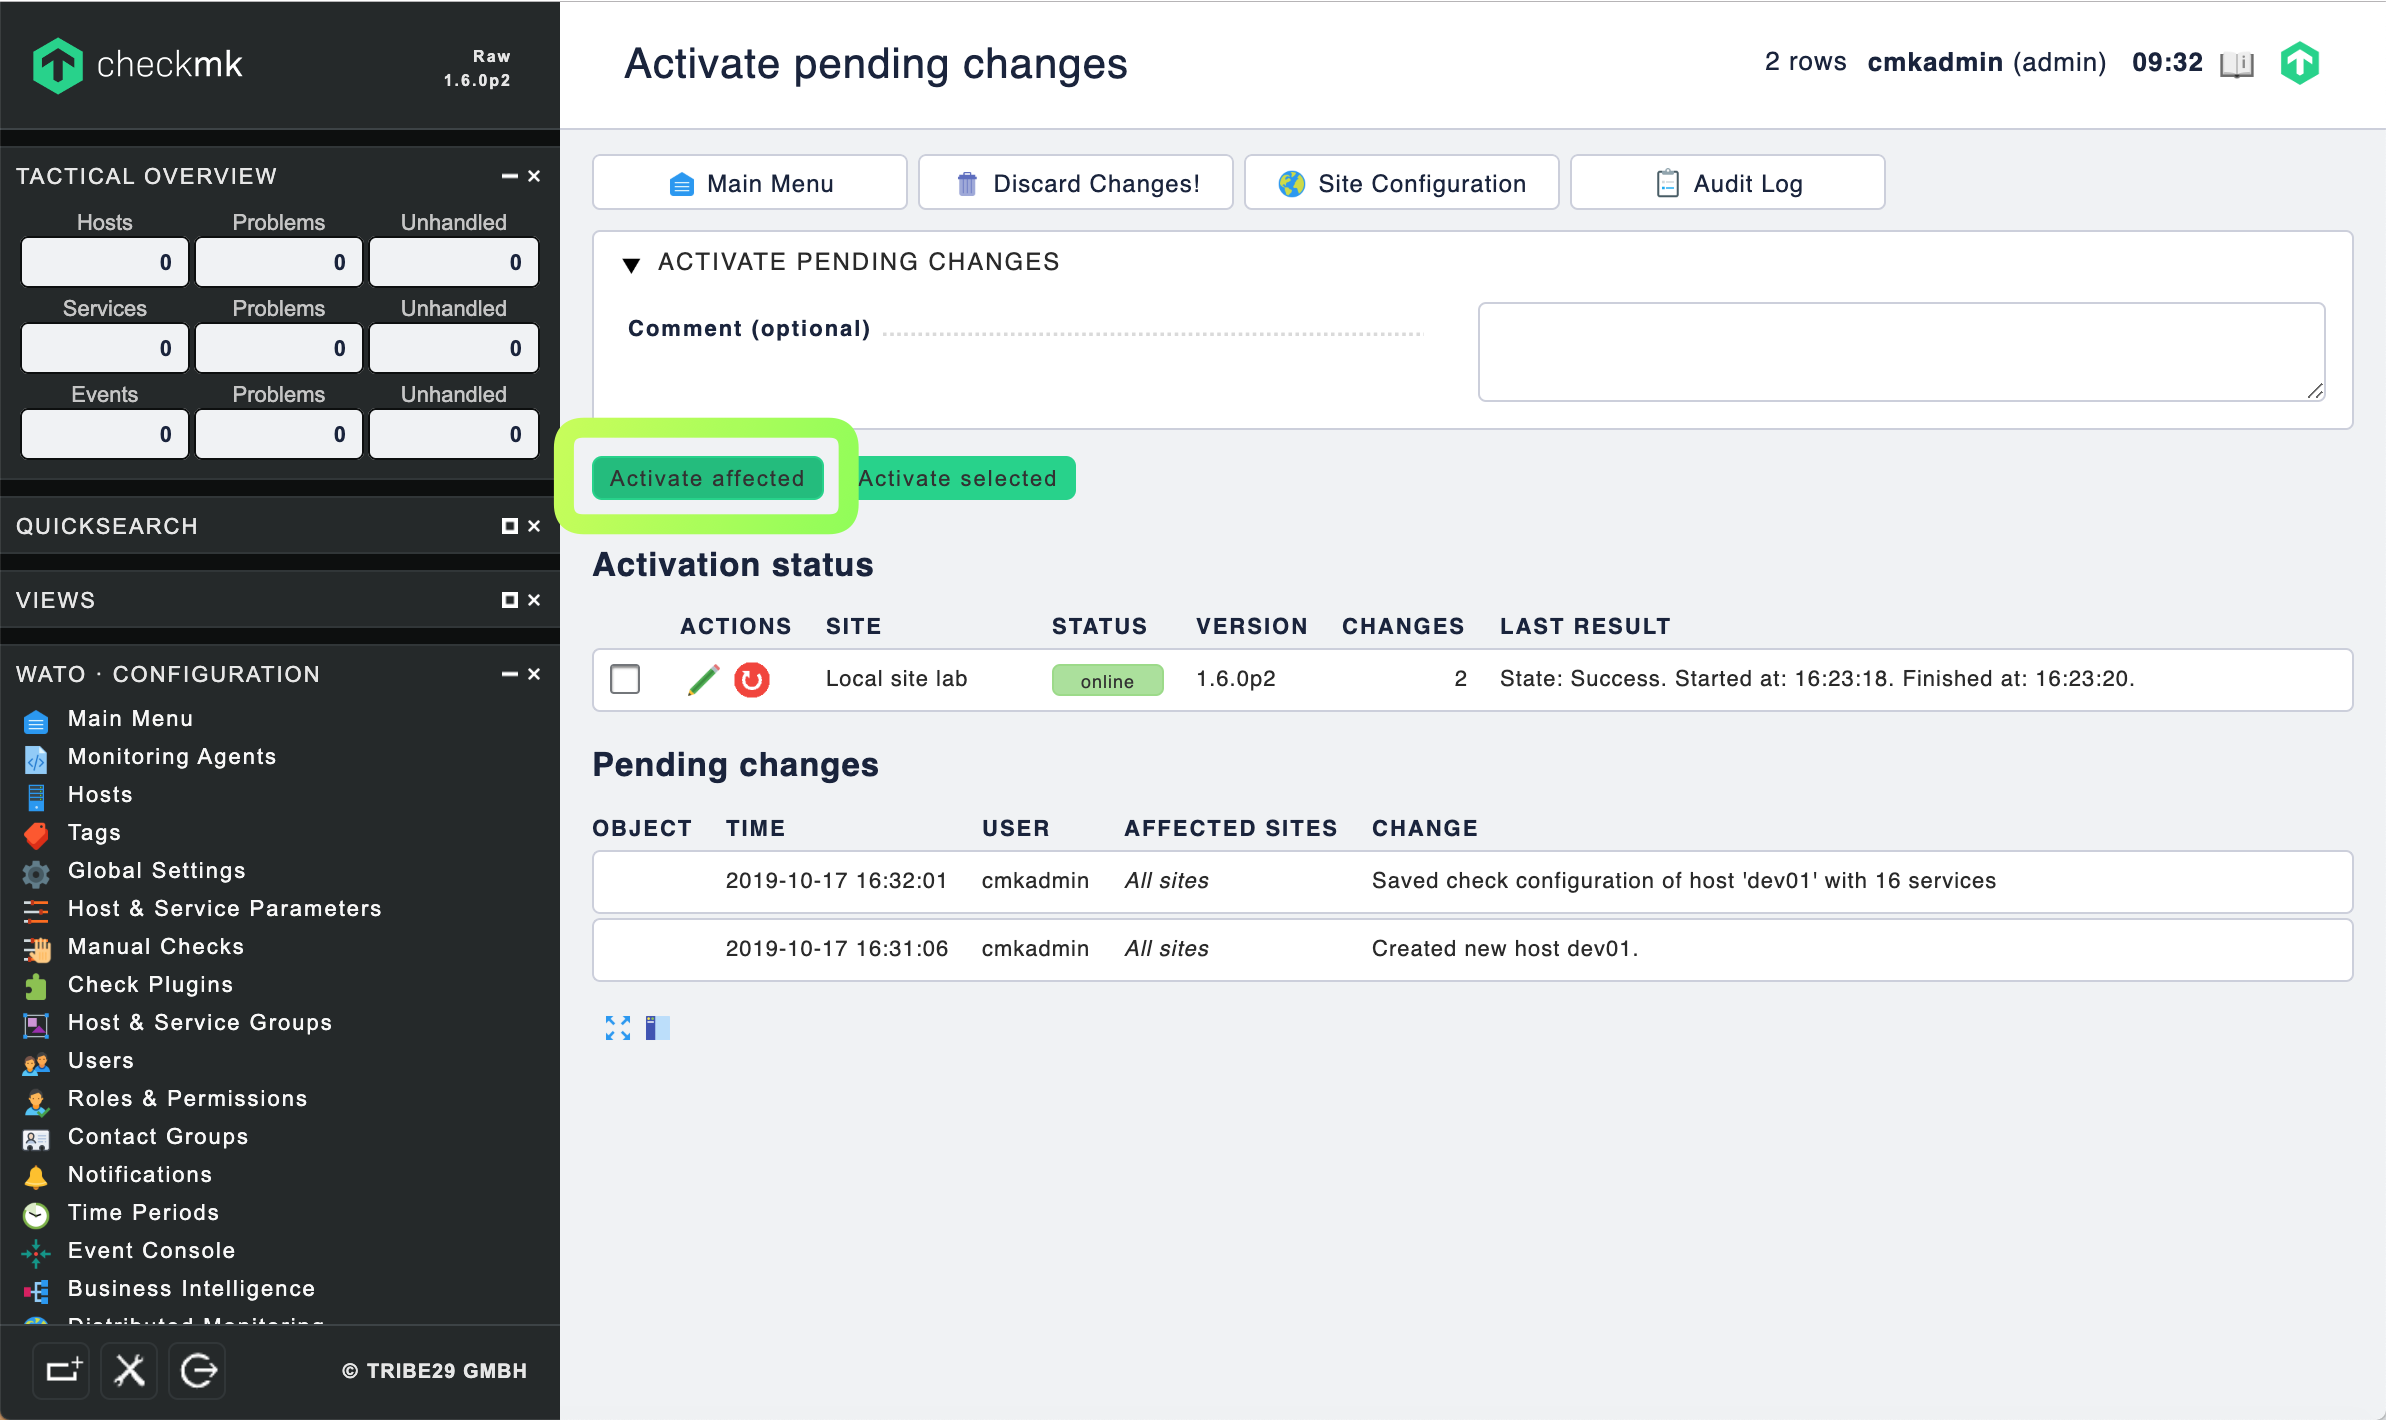 checkmk
Raw
1.6.0p2
Activate pending changes
2 rows cmkadmin (admin) 09:32
TACTICAL OVERVIEW
Hosts Problems Unhandled
0 0 0
Services Problems Unhandled
0 0 0
Events Problems Unhandled
0 0 0
QUICKSEARCH
VIEWS
WATO · CONFIGURATION
Main Menu
Monitoring Agents
Hosts
Tags
Global Settings
Host & Service Parameters
Manual Checks
Check Plugins
Host & Service Groups
Users
Roles & Permissions
Contact Groups
Notifications
Time Periods
Event Console
Business Intelligence
Distributed Monitoring
© TRIBE29 GMBH
Main Menu Discard Changes! Site Configuration Audit Log
ACTIVATE PENDING CHANGES
Comment (optional)
Activate affected Activate selected
Activation status
ACTIONS SITE STATUS VERSION CHANGES LAST RESULT
Local site lab online 1.6.0p2 2 State: Success. Started at: 16:23:18. Finished at: 16:23:20.
Pending changes
OBJECT TIME USER AFFECTED SITES CHANGE
2019-10-17 16:32:01 cmkadmin All sites Saved check configuration of host 'dev01' with 16 services
2019-10-17 16:31:06 cmkadmin All sites Created new host dev01.